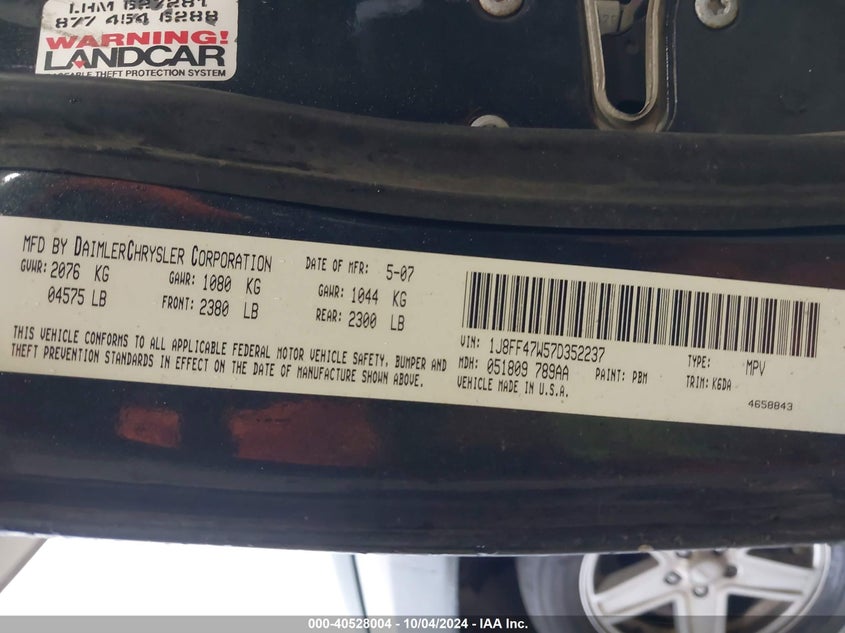 LHM 627281
877 454 6288
WARNING!
LANDCAR
THEFT PROTECTION SYSTEM
MFD BY DAIMLERCHRYSLER CORPORATION
DATE OF MFR: 5-07
GVWR: 2076 KG
GAWR: 1080 KG
GAWR: 1044 KG
04575 LB
FRONT: 2380 LB
REAR: 2300 LB
THIS VEHICLE CONFORMS TO ALL APPLICABLE FEDERAL MOTOR VEHICLE SAFETY, BUMPER AND
THEFT PREVENTION STANDARDS IN EFFECT ON THE DATE OF MANUFACTURE SHOWN ABOVE.
VIN: 1J8FF47W57D352237
TYPE: MPV
MDH: 051809 789AA
PAINT: PBM
TRIM: K6DA
VEHICLE MADE IN U.S.A.
4658843
000-40528004 - 10/04/2024 - IAA Inc.